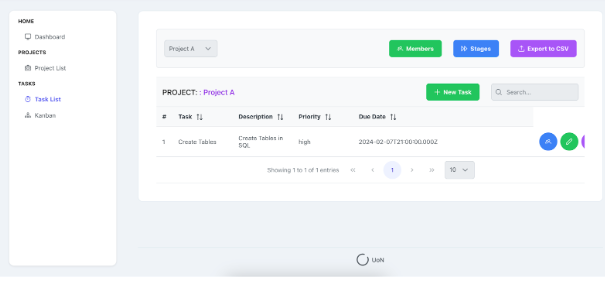 HOME
Dashboard
PROJECTS
Project List
TASKS
Task List
Kanban
Project A
Members
Stages
Export to CSV
PROJECT: : Project A
New Task
Search...
# Task Description Priority Due Date
1 Create Tables Create Tables in SQL high 2024-02-07T21:00:00.000Z
Showing 1 to 1 of 1 entries << < 1 > >> 10
UoN